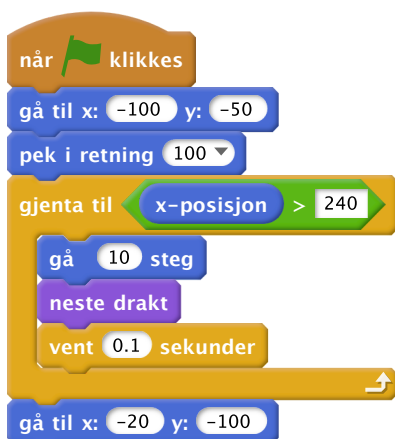 når klikkes
gå til x: -100 y: -50
pek i retning 100
gjenta til x-posisjon > 240
gå 10 steg
neste drakt
vent 0.1 sekunder
gå til x: -20 y: -100